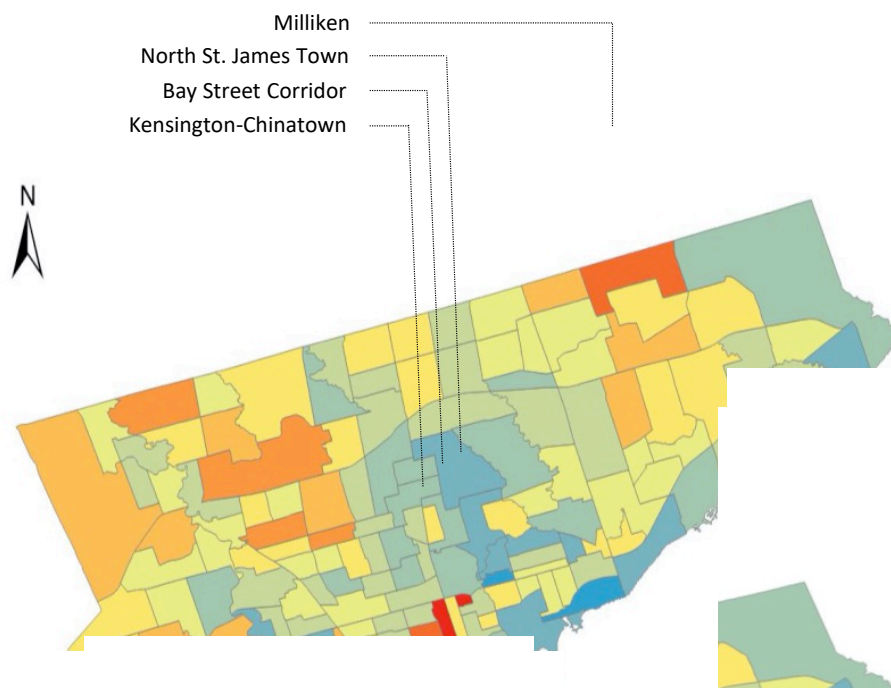 Milliken
North St. James Town
Bay Street Corridor
Kensington-Chinatown
N